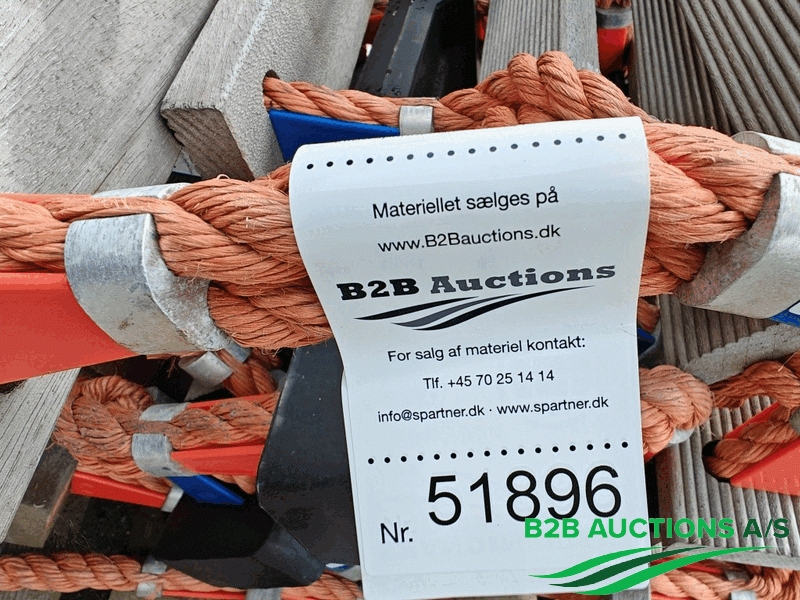 Materiellet sælges på
www.B2Bauctions.dk
B2B Auctions
For salg af materiel kontakt:
Tlf. +45 70 25 14 14
info@spartner.dk · www.spartner.dk
Nr. 51896
B2B AUCTIONS A/S